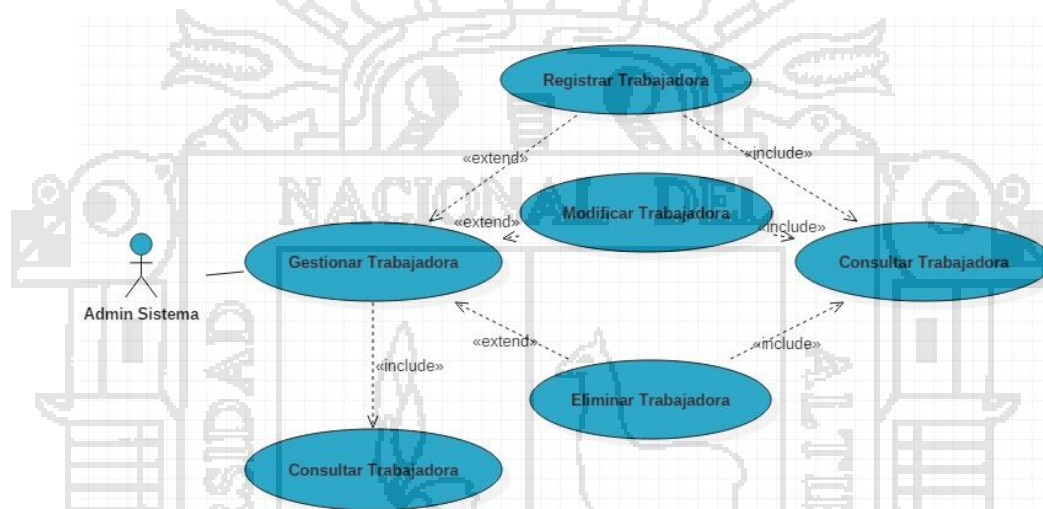 Registrar Trabajadora
«extend»
«include»
NACIONAL DEL
Modificar Trabajadora
«extend»
«include»
Gestionar Trabajadora
Consultar Trabajadora
Admin Sistema
«extend»
«include»
«include»
Eliminar Trabajadora
Consultar Trabajadora